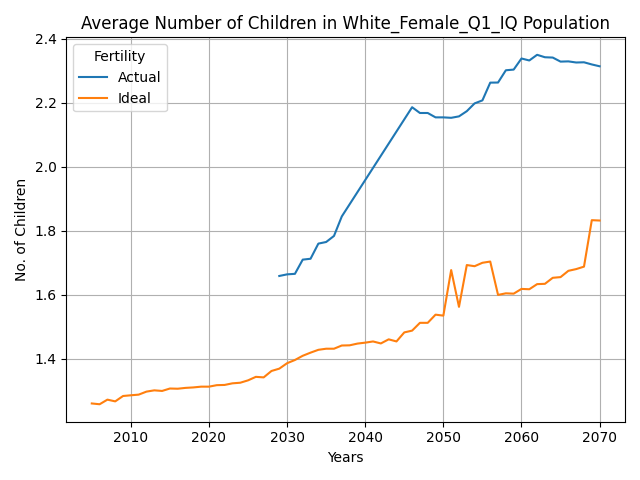 Average Number of Children in White_Female_Q1_IQ Population
Fertility
Actual
Ideal
No. of Children
2.4
2.2
2.0
1.8
1.6
1.4
2010 2020 2030 2040 2050 2060 2070
Years